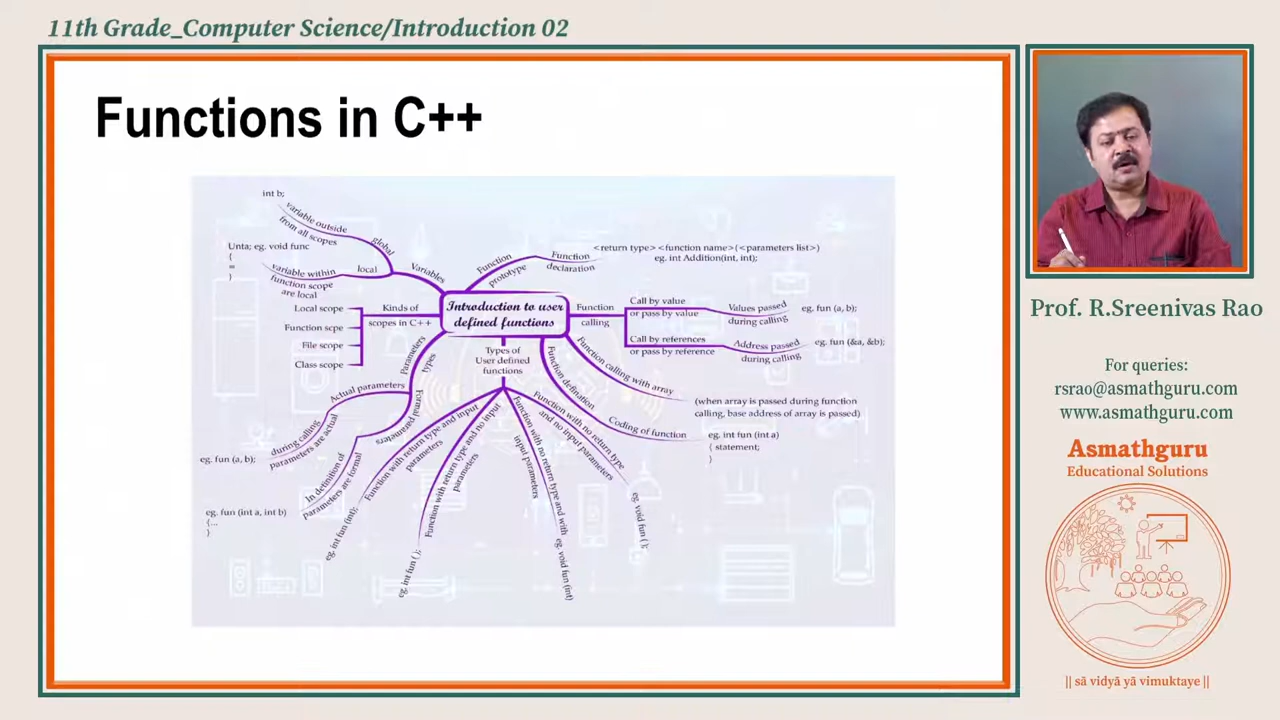 11th Grade_Computer Science/Introduction 02
Functions in C++
int b;
variable outside
from all scopes
global
Unta; eg. void func
{
=
}
variable within
function scope
are local
local
Variables
Function
prototype
Function
declaration
<return type> <function name>(<parameters list>)
eg. int Addition(int, int);
Introduction to user
defined functions
Kinds of
scopes in C++
Local scope
Function scpe
File scope
Class scope
Function
calling
Call by value
or pass by value
Values passed
during calling
eg. fun (a, b);
Call by references
or pass by reference
Address passed
during calling
eg. fun (&a, &b);
Function calling with array
(when array is passed during function
calling, base address of array is passed)
Function defination
Coding of function
eg. int fun (int a)
{ statement;
}
Types of
User defined
functions
Function with return type and input
parameters
eg. int fun (int);
Function with return type and no input
parameters
eg. int fun ( );
Function with no return type and with
input parameters
eg. void fun (int)
Function with no return type
and no input parameters
eg. void fun ( );
Parameters
types
Actual parameters
during calling
parameters are actual
eg. fun (a, b);
Formal parameters
In definition of
parameters are formal
eg. fun (int a, int b)
{...
}
Prof. R.Sreenivas Rao
For queries:
rsrao@asmathguru.com
www.asmathguru.com
Asmathguru
Educational Solutions
|| sā vidyā yā vimuktaye ||